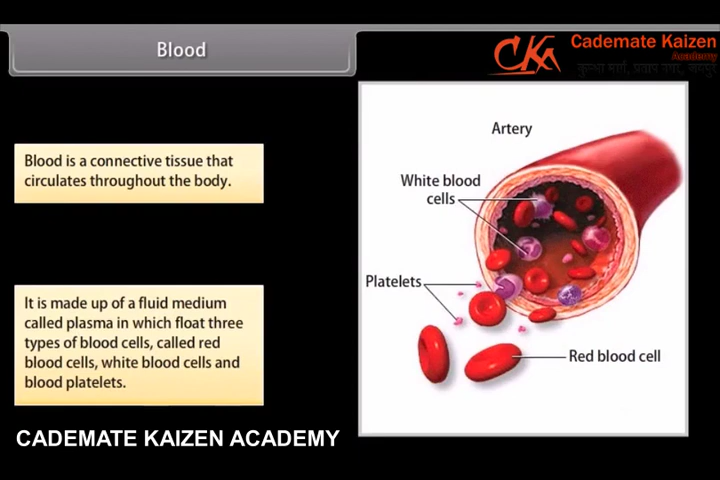 Blood
Cademate Kaizen
Academy
CKA
Blood is a connective tissue that
circulates throughout the body.
It is made up of a fluid medium
called plasma in which float three
types of blood cells, called red
blood cells, white blood cells and
blood platelets.
CADEMATE KAIZEN ACADEMY
Artery
White blood
cells
Platelets
Red blood cell